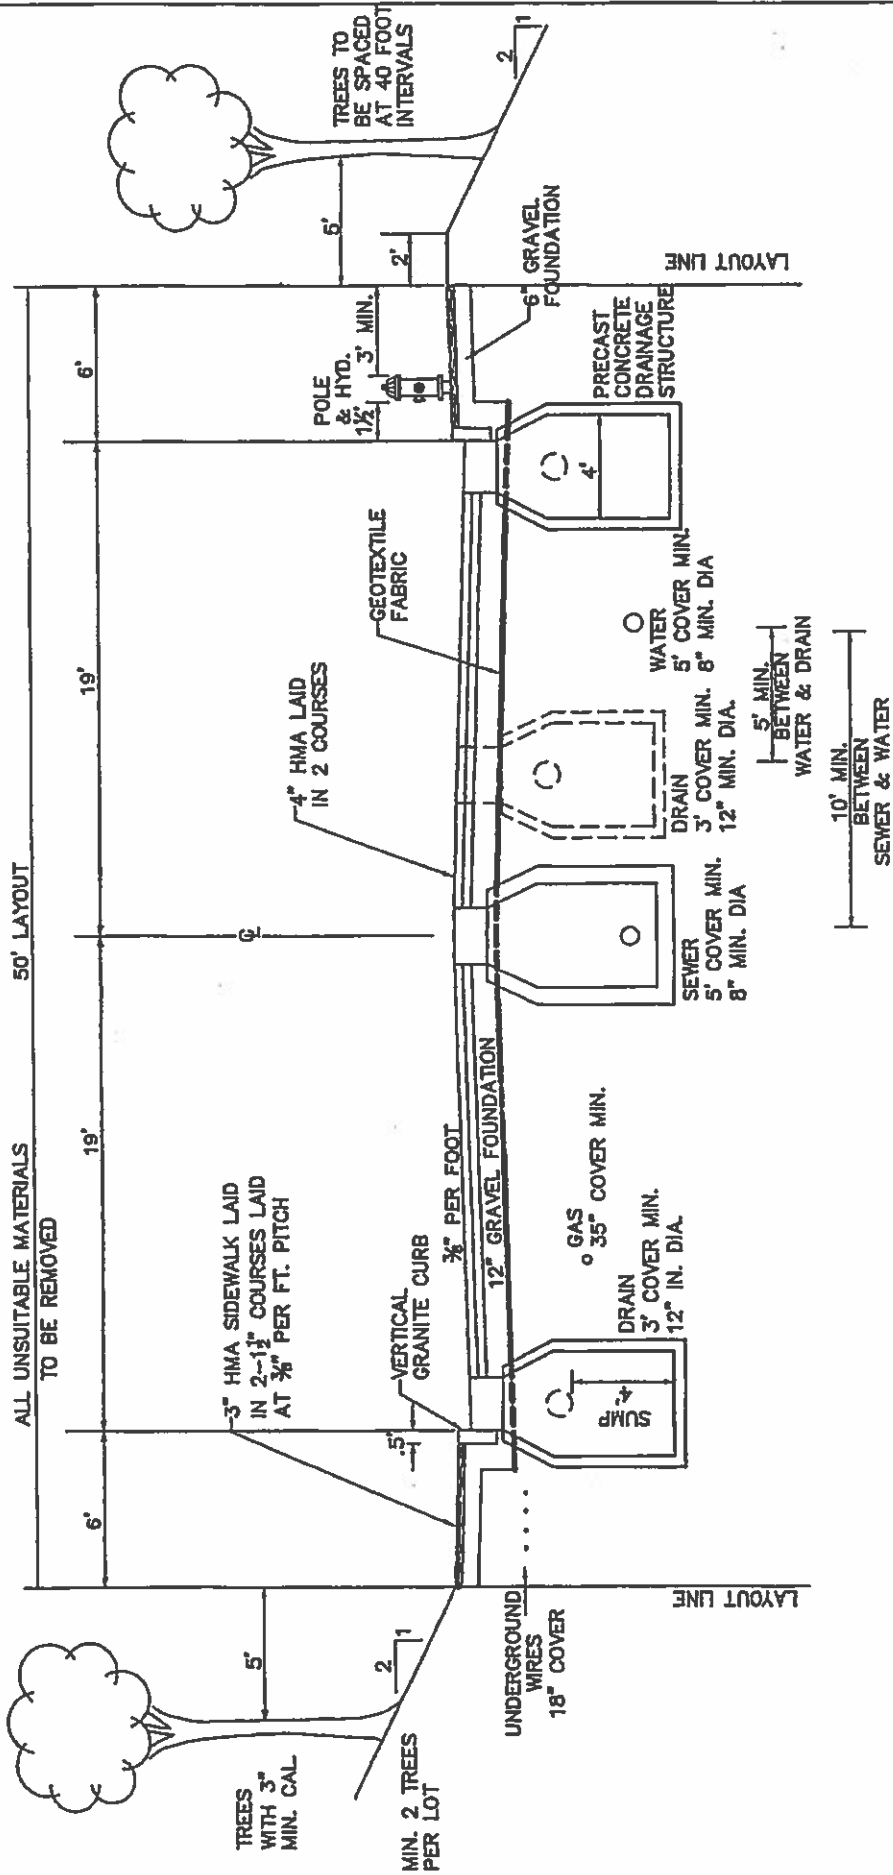 ALL UNSUITABLE MATERIALS
TO BE REMOVED
50' LAYOUT
6'
19'
19'
6'
TREES
WITH 3"
MIN. CAL.
5'
2
1
MIN. 2 TREES
PER LOT
3" HMA SIDEWALK LAID
IN 2-1½" COURSES LAID
AT ⅜" PER FT. PITCH
.5'
VERTICAL
GRANITE CURB
⅜" PER FOOT
12" GRAVEL FOUNDATION
℄
4" HMA LAID
IN 2 COURSES
GEOTEXTILE
FABRIC
POLE
& HYD.
1½'
3' MIN.
2'
5'
TREES TO
BE SPACED
AT 40 FOOT
INTERVALS
2
1
6" GRAVEL
FOUNDATION
LAYOUT LINE
UNDERGROUND
WIRES
18" COVER
LAYOUT LINE
SUMP
4'
GAS
35" COVER MIN.
DRAIN
3' COVER MIN.
12" IN. DIA.
SEWER
5' COVER MIN.
8" MIN. DIA
DRAIN
3' COVER MIN.
12" MIN. DIA.
WATER
5' COVER MIN.
8" MIN. DIA
4'
PRECAST
CONCRETE
DRAINAGE
STRUCTURE
5' MIN.
BETWEEN
WATER & DRAIN
10' MIN.
BETWEEN
SEWER & WATER